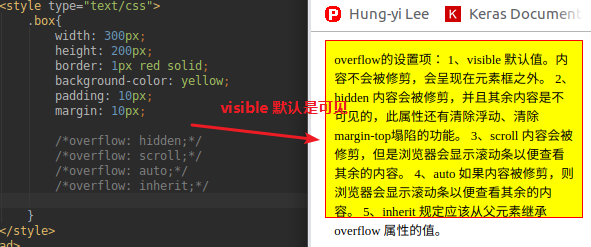 <style type="text/css">
.box{
width: 300px;
height: 200px;
border: 1px red solid;
background-color: yellow;
padding: 10px;
margin: 10px;
/*overflow: hidden;*/
/*overflow: scroll;*/
/*overflow: auto;*/
/*overflow: inherit;*/
}
</style>
ad>
visible 默认是可见
Hung-yi Lee
Keras Document
overflow的设置项： 1、visible 默认值。内
容不会被修剪，会呈现在元素框之外。 2、
hidden 内容会被修剪，并且其余内容是不
可见的，此属性还有清除浮动、清除
margin-top塌陷的功能。 3、scroll 内容会被
修剪，但是浏览器会显示滚动条以便查看
其余的内容。 4、auto 如果内容被修剪，则
浏览器会显示滚动条以便查看其余的内
容。 5、inherit 规定应该从父元素继承
overflow 属性的值。